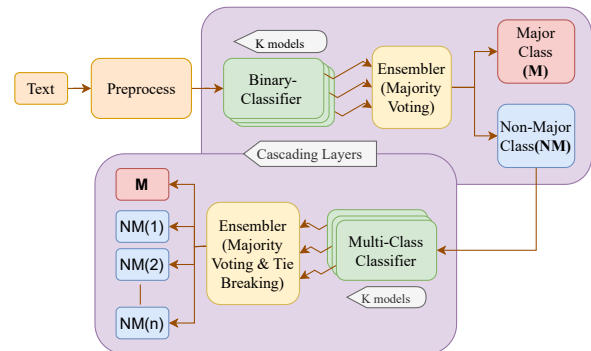 Text
Preprocess
K models
Binary-
Classifier
Ensembler
(Majority
Voting)
Major
Class
(M)
Non-Major
Class(NM)
Cascading Layers
Multi-Class
Classifier
K models
Ensembler
(Majority
Voting & Tie
Breaking)
M
NM(1)
NM(2)
NM(n)